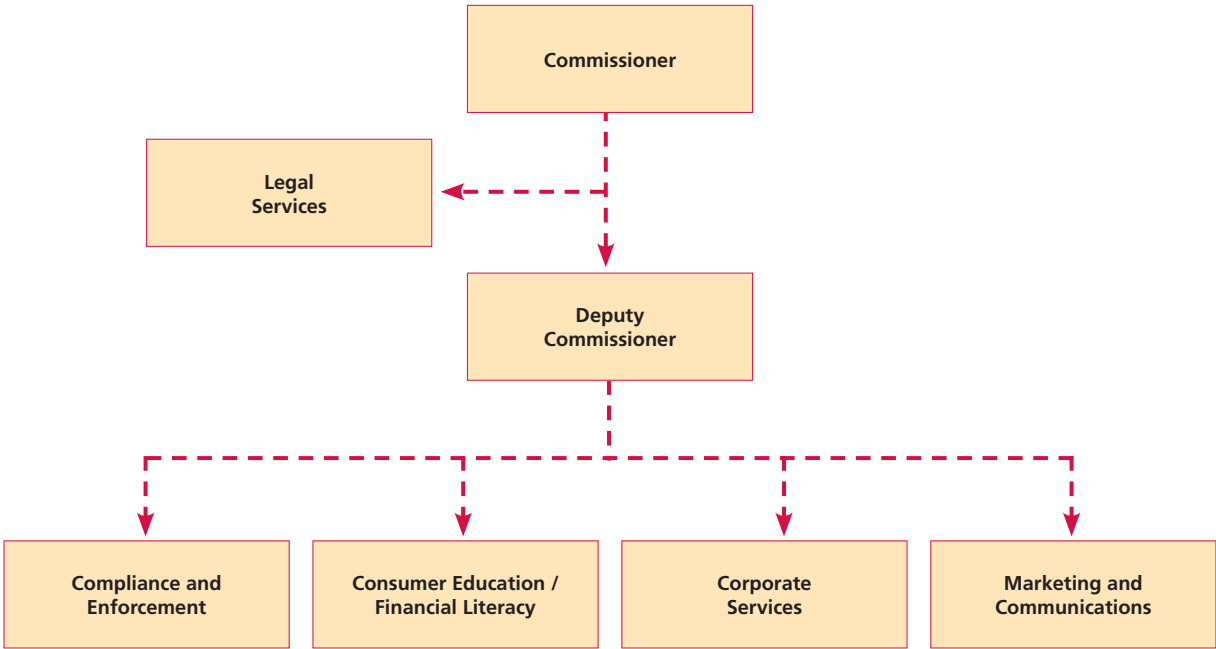 Commissioner
Legal
Services
Deputy
Commissioner
Compliance and
Enforcement
Consumer Education /
Financial Literacy
Corporate
Services
Marketing and
Communications